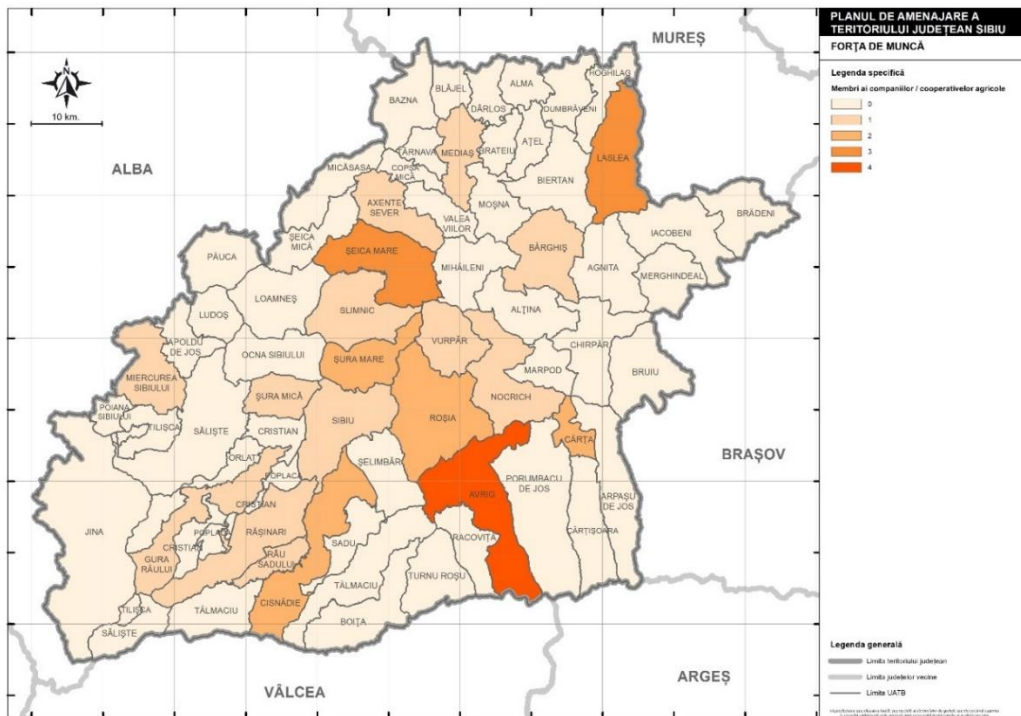 PLANUL DE AMENAJARE A
TERITORIULUI JUDEȚEAN SIBIU
FORȚA DE MUNCĂ
Legenda specifică
Membri ai companiilor / cooperativelor agricole
0
1
2
3
4
N
10 km.
MUREȘ
ALBA
BRAȘOV
ARGEȘ
VÂLCEA
HOGHILAG
ALMA
BLĂJEL
BAZNA
DÂRLOS
DUMBRĂVENI
TÂRNAVA
MEDIAȘ
BRATEIU
AȚEL
LASLEA
MICĂSASA
COPȘA
MICĂ
BIERTAN
AXENTE
SEVER
MOȘNA
VALEA
VIILOR
BRĂDENI
ȘEICA
MICĂ
ȘEICA MARE
BÂRGHIȘ
IACOBENI
PĂUCA
MIHĂILENI
AGNITA
MERGHINDEAL
LOAMNEȘ
SLIMNIC
ALȚINA
LUDOȘ
APOLDU
DE JOS
OCNA SIBIULUI
ȘURA MARE
VURPĂR
CHIRPĂR
MARPOD
BRUIU
MIERCUREA
SIBIULUI
ȘURA MICĂ
NOCRICH
POIANA
SIBIULUI
TILIȘCA
SĂLIȘTE
CRISTIAN
SIBIU
ROȘIA
CÂRȚA
ORLAT
POPLACA
ȘELIMBĂR
AVRIG
PORUMBACU
DE JOS
ARPAȘU
DE JOS
CRISTIAN
JINA
RĂȘINARI
CÂRȚIȘOARA
POPLACA
CRISTIAN
SADU
RACOVIȚA
GURA
RÂULUI
RÂU
SADULUI
TĂLMACIU
TURNU ROȘU
CISNĂDIE
TILIȘCA
TĂLMACIU
BOIȚA
SĂLIȘTE
Legenda generală
Limita teritoriului județean
Limita județelor vecine
Limita UATB